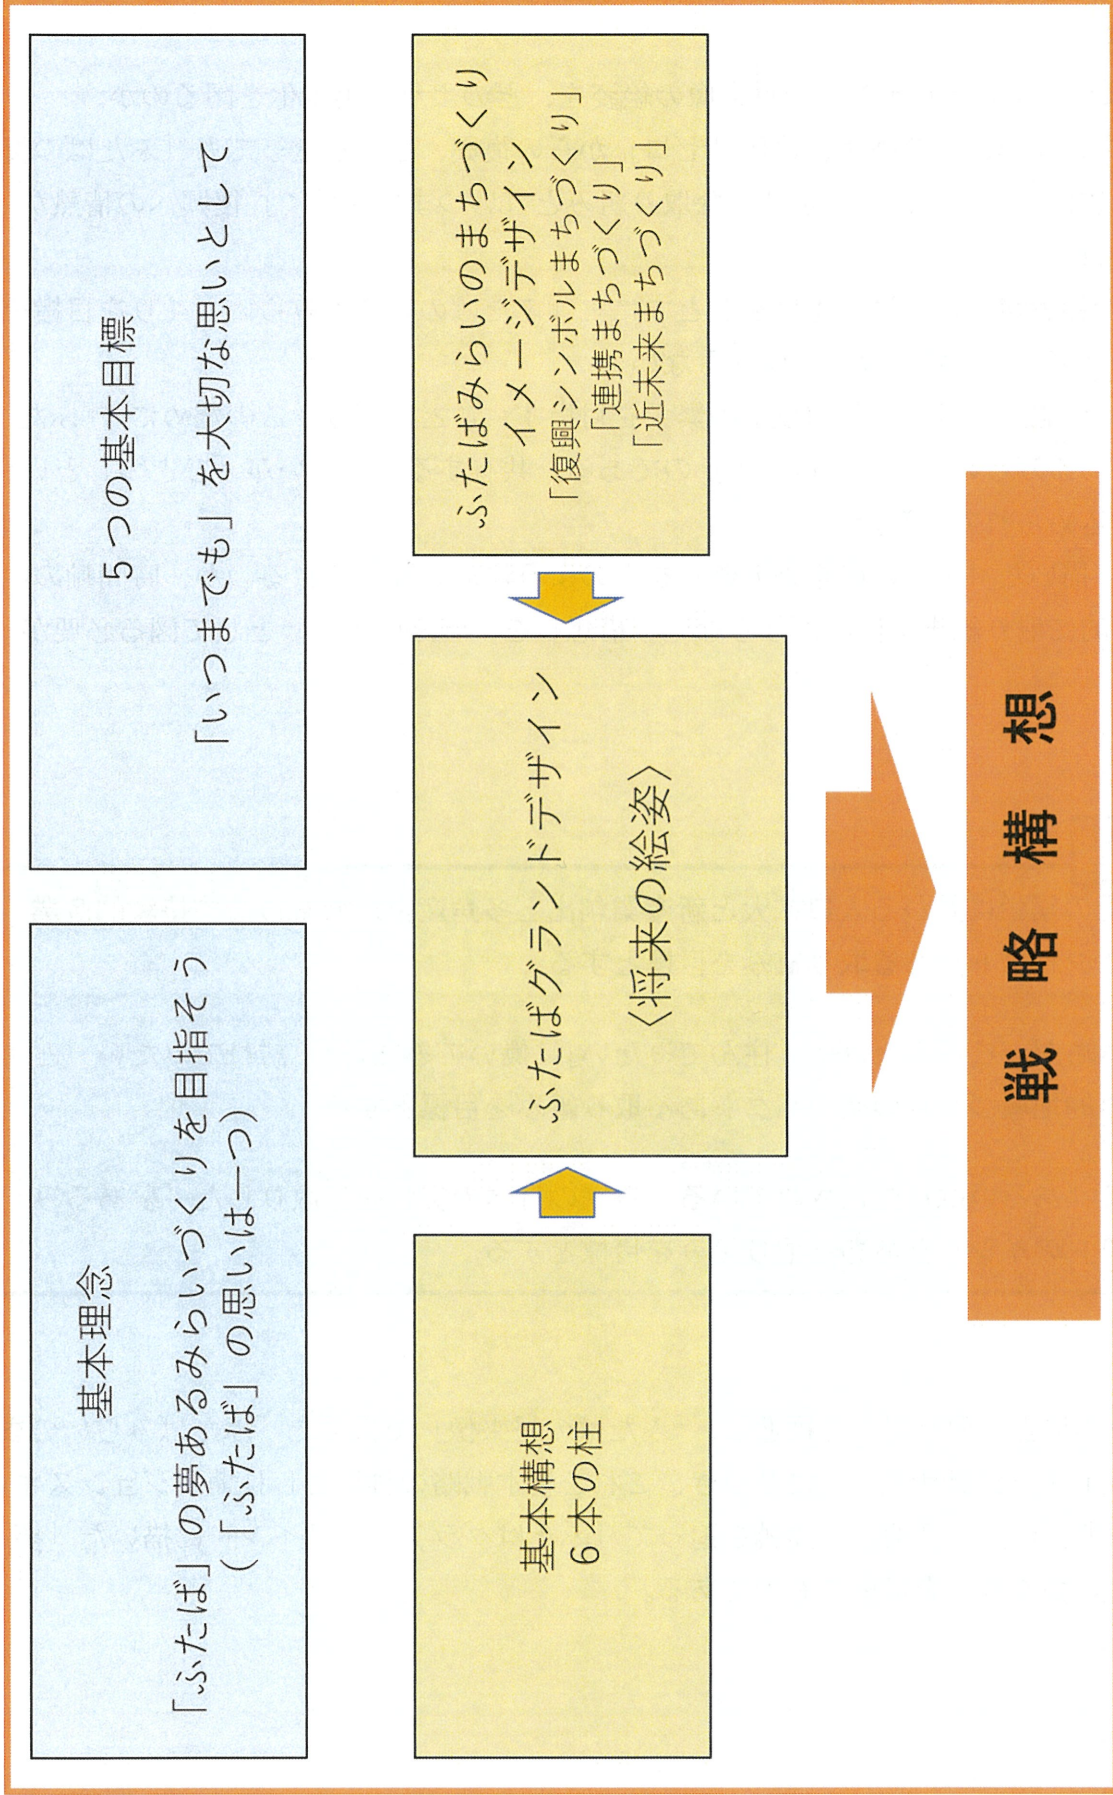 基本理念
「ふたば」の夢あるみらいづくりを目指そう
（「ふたば」の思いは一つ）
５つの基本目標
「いつまでも」を大切な思いとして
基本構想
６本の柱
ふたばグランドデザイン
〈将来の絵姿〉
ふたばみらいのまちづくり
イメージデザイン
「復興シンボルまちづくり」
「連携まちづくり」
「近未来まちづくり」
戦略構想